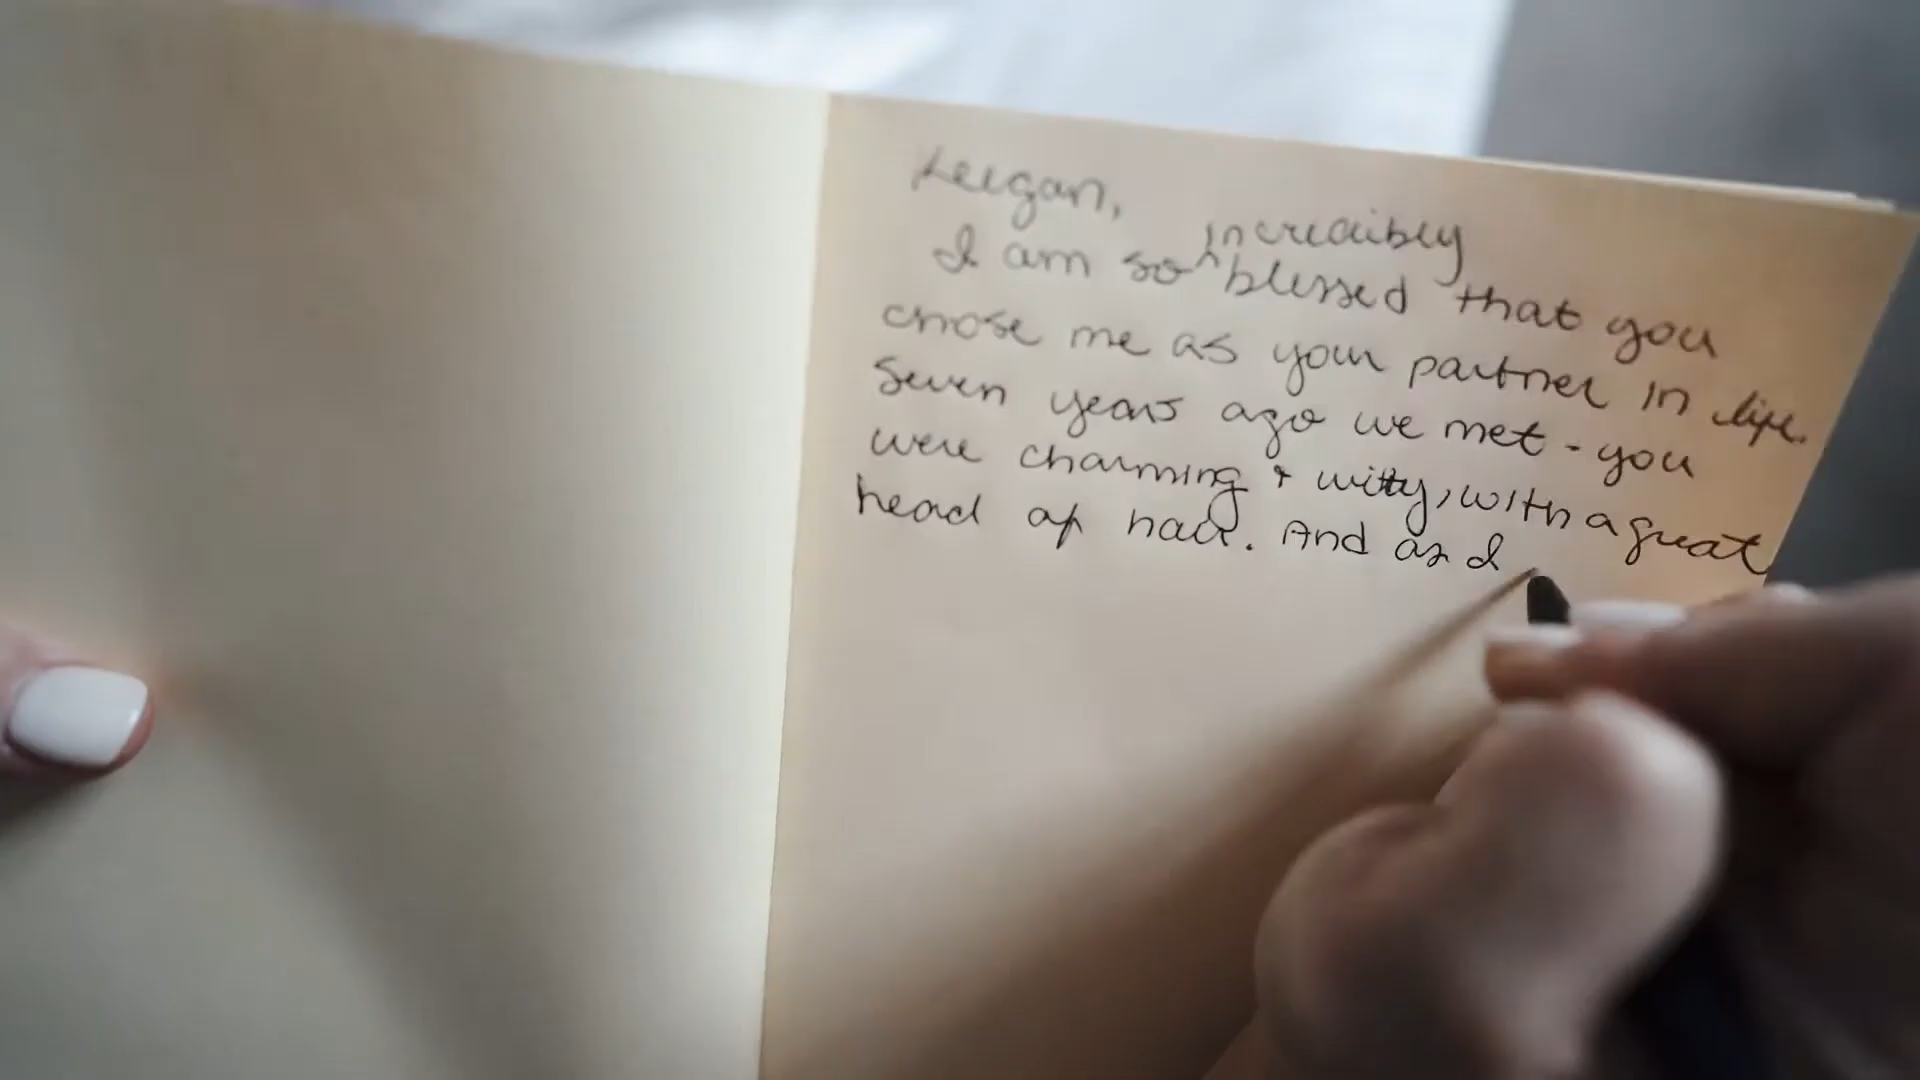 Keegan,
I am so ^ incredibly blessed that you
chose me as your partner in life.
Seven years ago we met - you
were charming + witty, with a great
head of hair. And as I